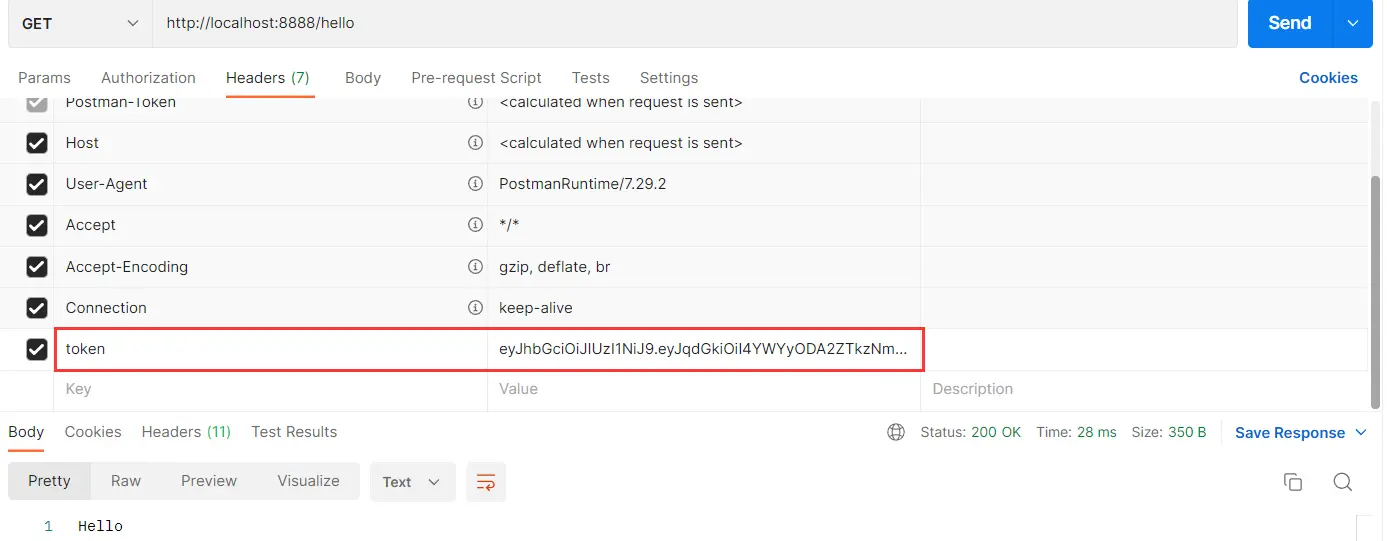 GET http://localhost:8888/hello Send
Params Authorization Headers (7) Body Pre-request Script Tests Settings Cookies
Postman-Token <calculated when request is sent>
Host <calculated when request is sent>
User-Agent PostmanRuntime/7.29.2
Accept */*
Accept-Encoding gzip, deflate, br
Connection keep-alive
token eyJhbGciOiJIUzI1NiJ9.eyJqdGkiOiI4YWYyODA2ZTkzNm...
Key Value Description
Body Cookies Headers (11) Test Results Status: 200 OK Time: 28 ms Size: 350 B Save Response
Pretty Raw Preview Visualize Text
1 Hello